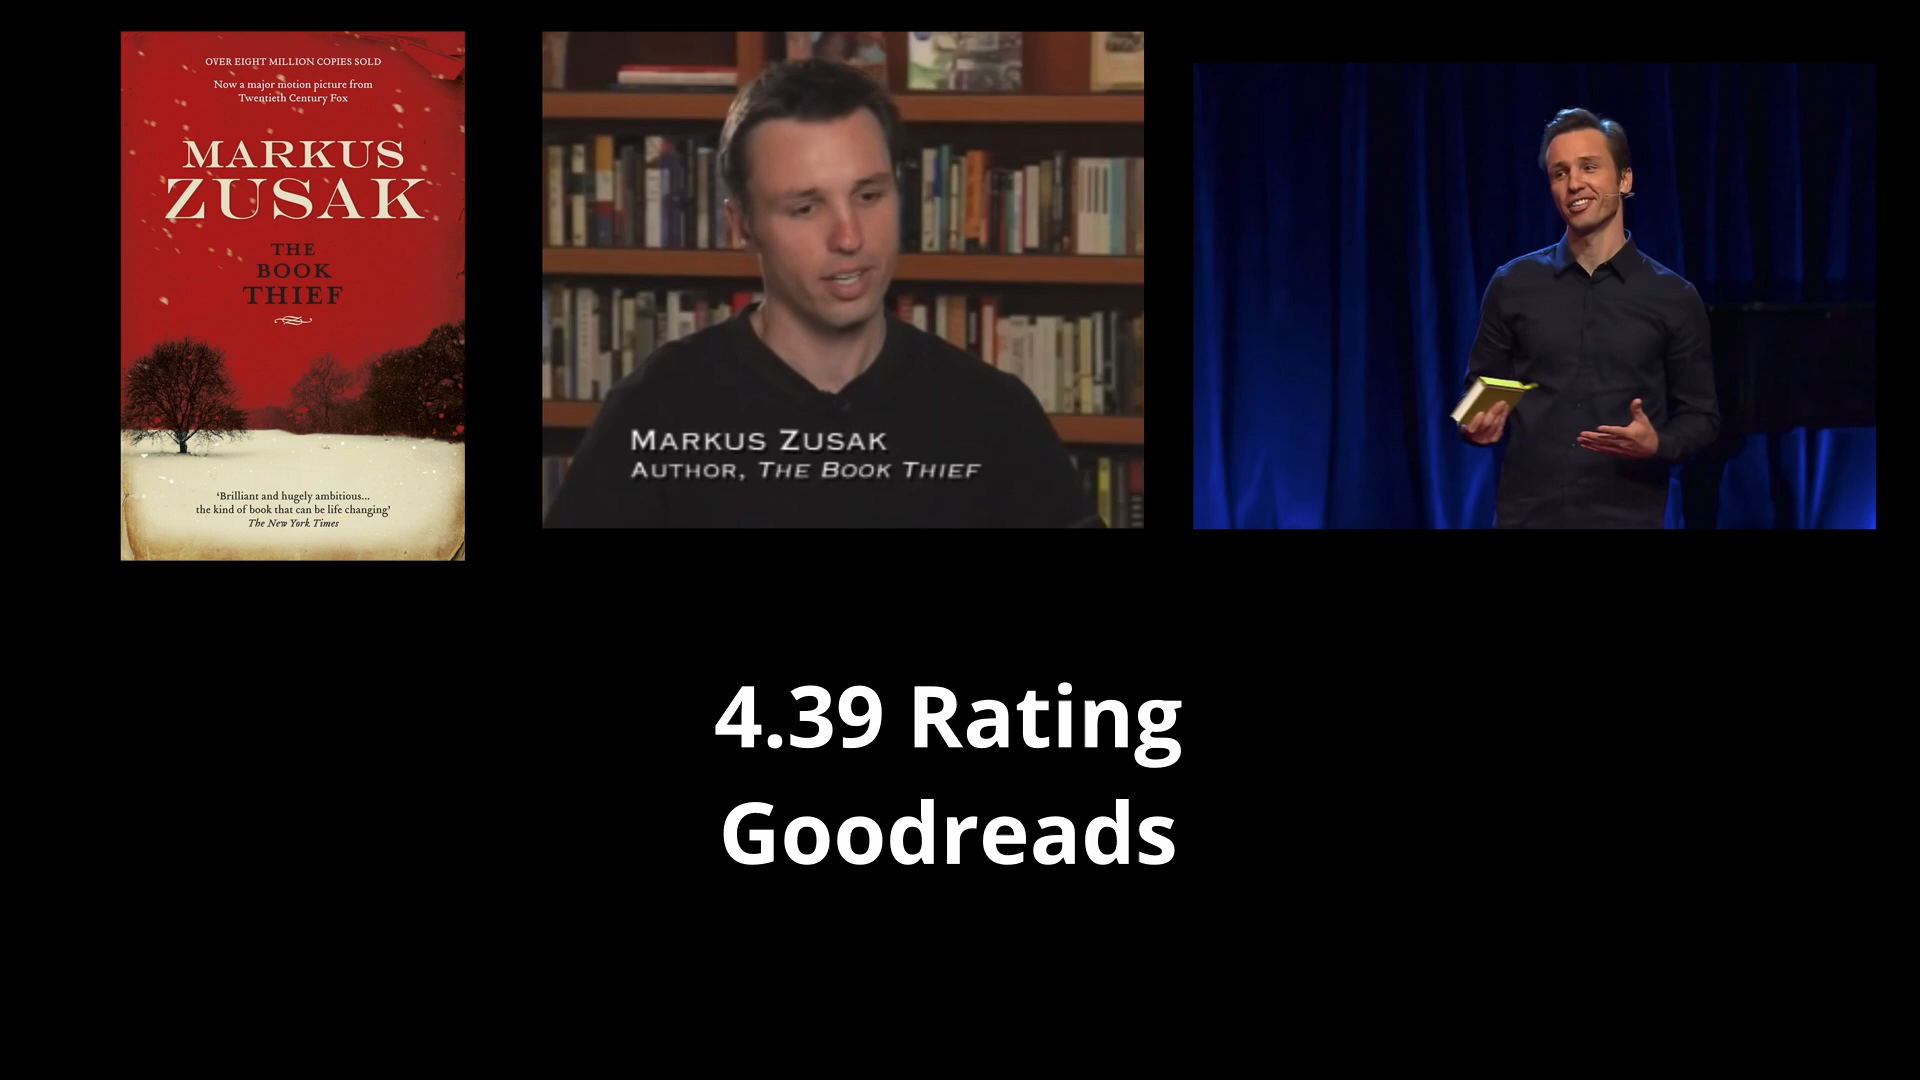 OVER EIGHT MILLION COPIES SOLD
Now a major motion picture from
Twentieth Century Fox
MARKUS
ZUSAK
THE
BOOK
THIEF
‘Brilliant and hugely ambitious...
the kind of book that can be life changing’
The New York Times
MARKUS ZUSAK
AUTHOR, THE BOOK THIEF
4.39 Rating
Goodreads